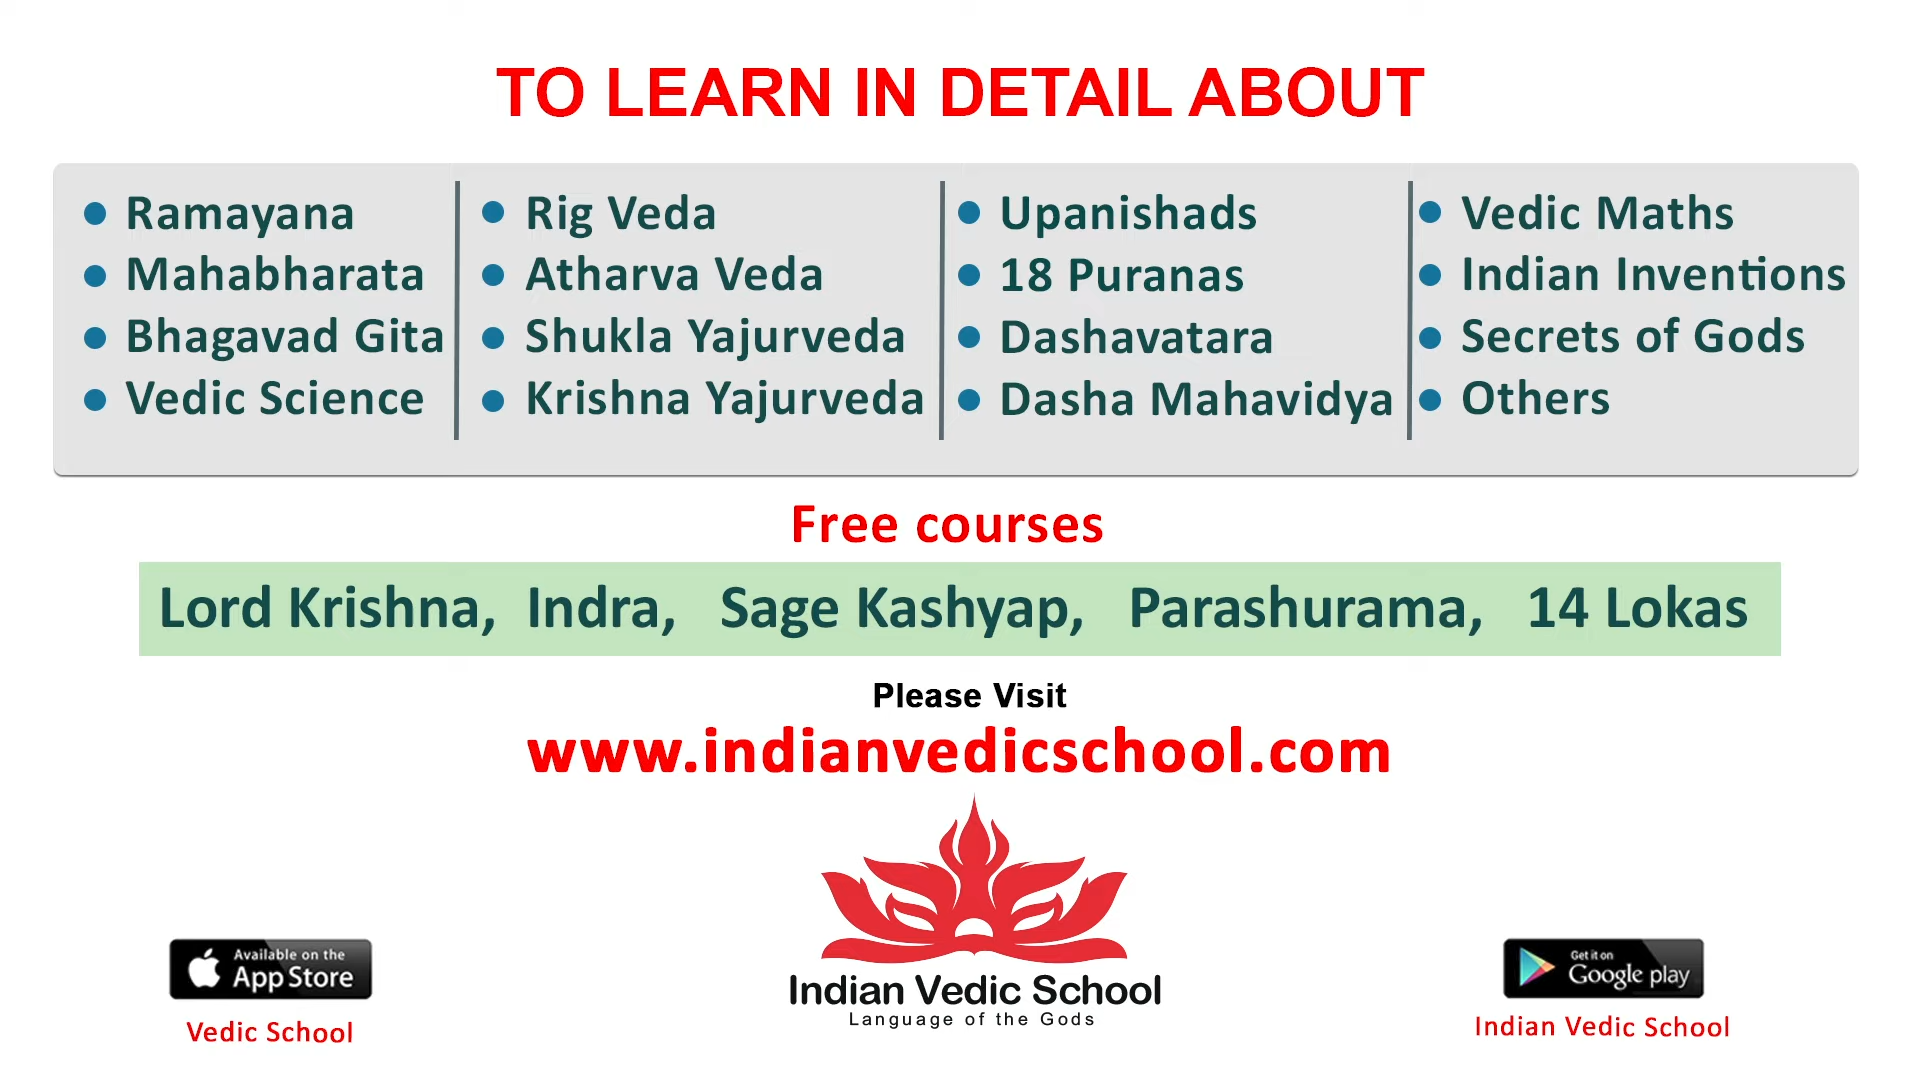 TO LEARN IN DETAIL ABOUT
Ramayana
Mahabharata
Bhagavad Gita
Vedic Science
Rig Veda
Atharva Veda
Shukla Yajurveda
Krishna Yajurveda
Upanishads
18 Puranas
Dashavatara
Dasha Mahavidya
Vedic Maths
Indian Inventions
Secrets of Gods
Others
Free courses
Lord Krishna, Indra, Sage Kashyap, Parashurama, 14 Lokas
Please Visit
www.indianvedicschool.com
Indian Vedic School
Language of the Gods
Available on the
App Store
Vedic School
Get it on
Google play
Indian Vedic School